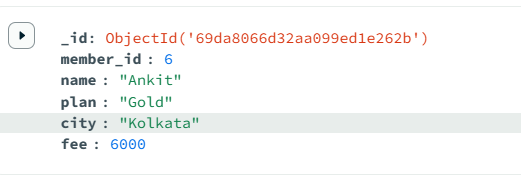 _id: ObjectId('69da8066d32aa099ed1e262b')
member_id : 6
name : "Ankit"
plan : "Gold"
city : "Kolkata"
fee : 6000